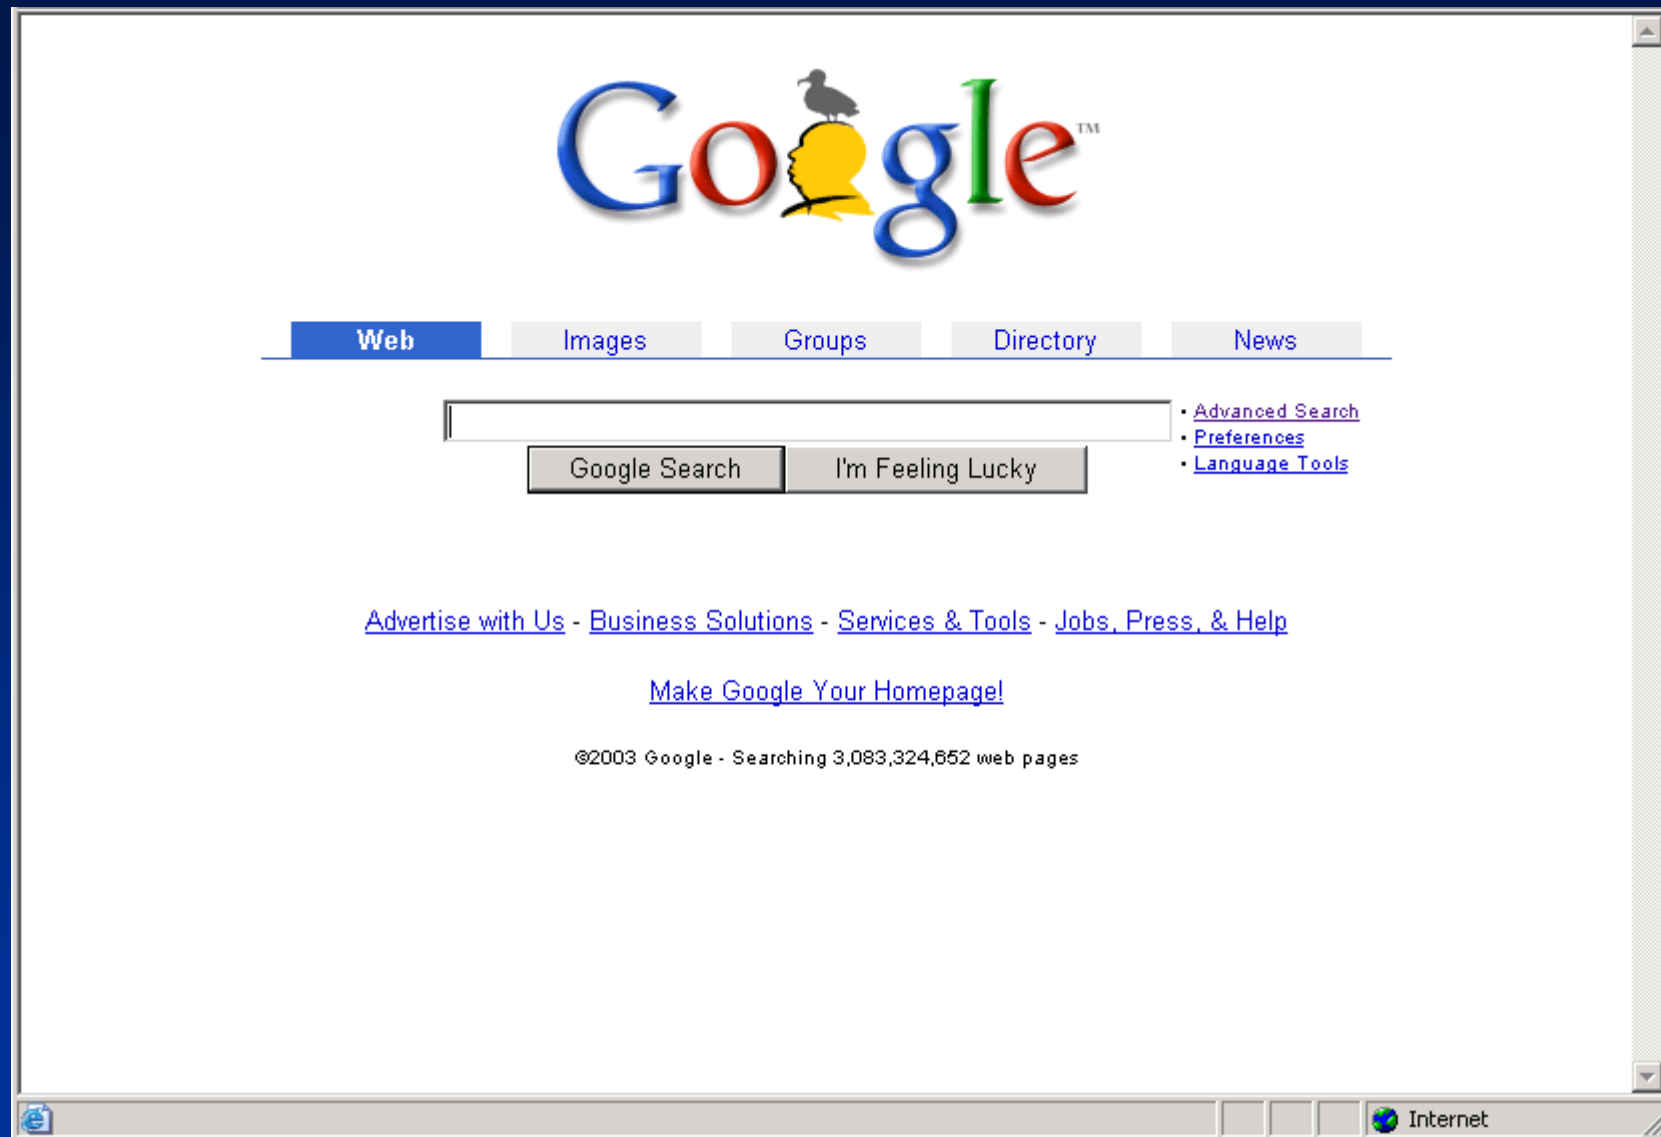 Google™
Web Images Groups Directory News
• Advanced Search
• Preferences
• Language Tools
Google Search I'm Feeling Lucky
Advertise with Us - Business Solutions - Services & Tools - Jobs, Press, & Help
Make Google Your Homepage!
©2003 Google - Searching 3,083,324,652 web pages
Internet